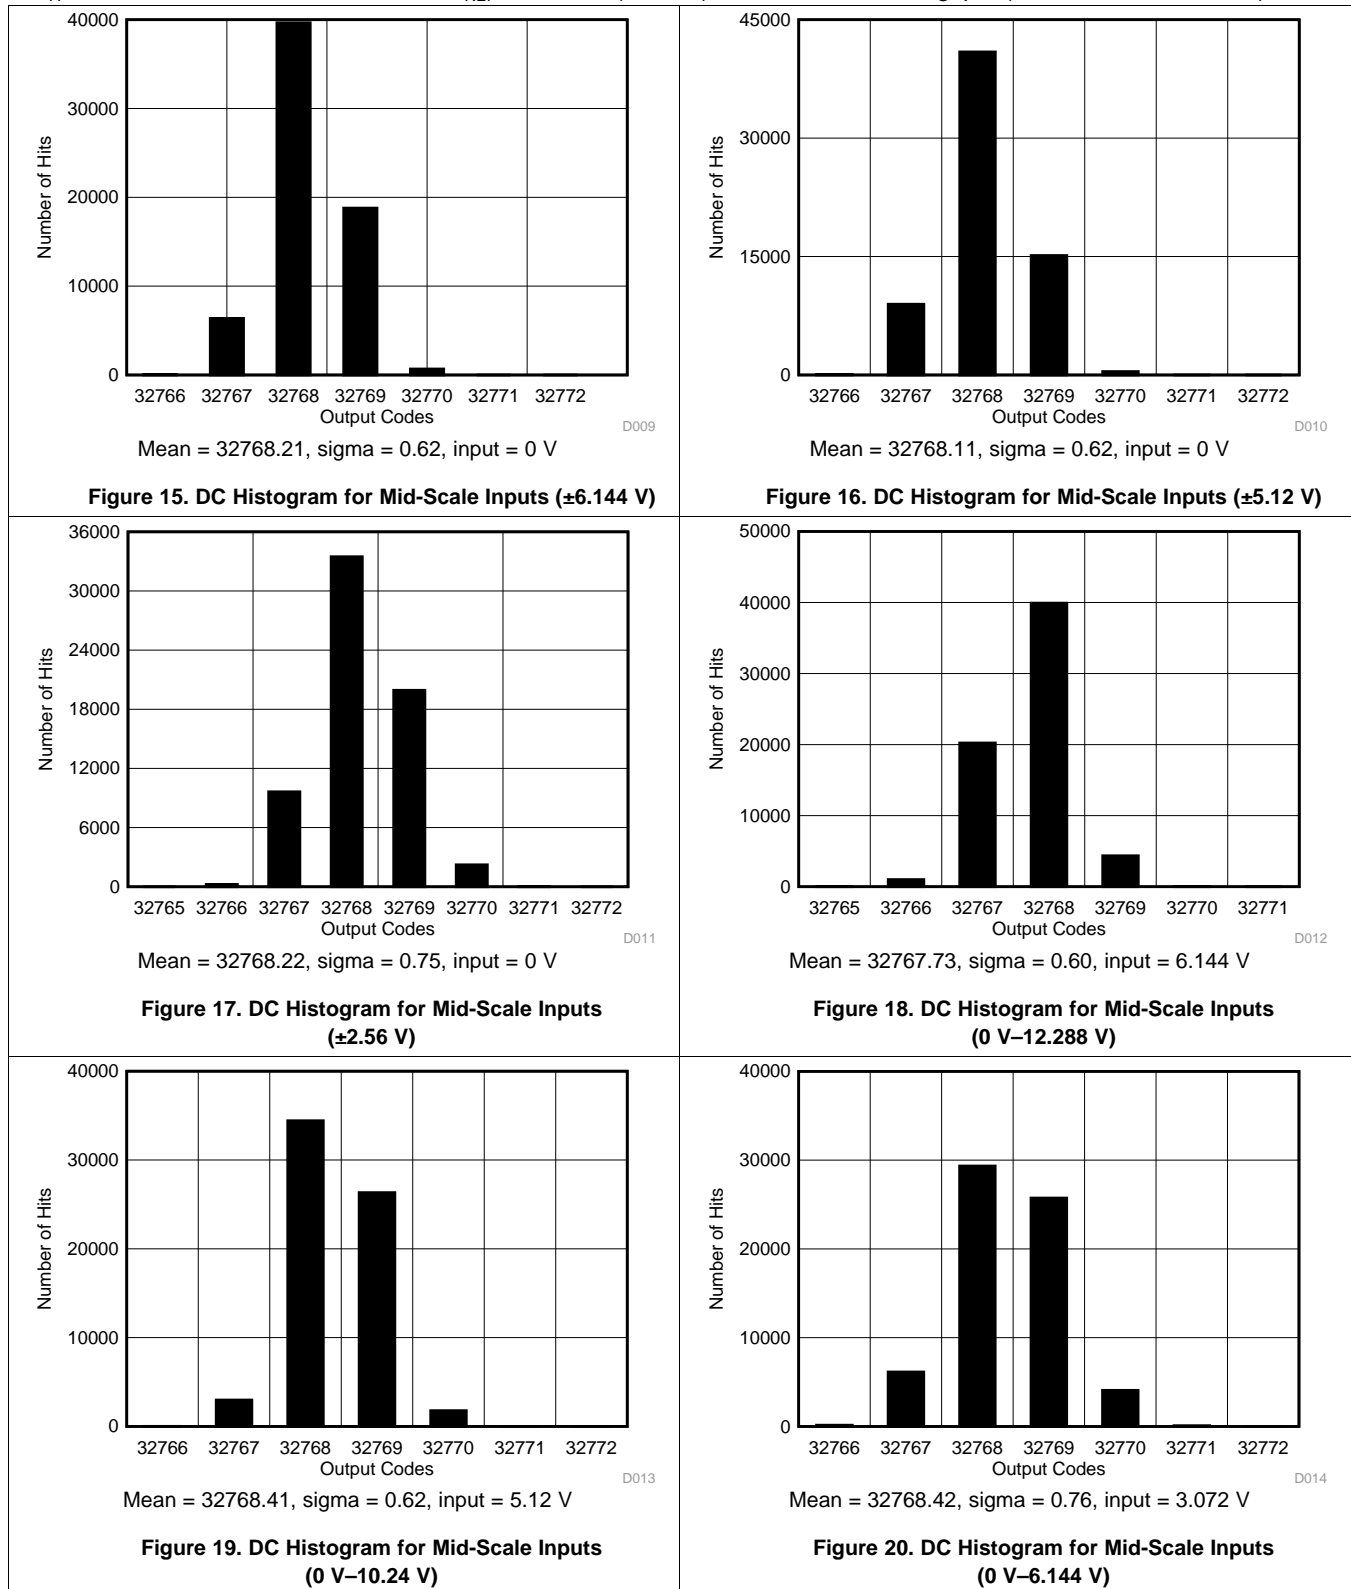 40000
30000
20000
10000
0
Number of Hits
32766 32767 32768 32769 32770 32771 32772
Output Codes
D009
Mean = 32768.21, sigma = 0.62, input = 0 V
Figure 15. DC Histogram for Mid-Scale Inputs (±6.144 V)
45000
30000
15000
0
Number of Hits
32766 32767 32768 32769 32770 32771 32772
Output Codes
D010
Mean = 32768.11, sigma = 0.62, input = 0 V
Figure 16. DC Histogram for Mid-Scale Inputs (±5.12 V)
36000
30000
24000
18000
12000
6000
0
Number of Hits
32765 32766 32767 32768 32769 32770 32771 32772
Output Codes
D011
Mean = 32768.22, sigma = 0.75, input = 0 V
Figure 17. DC Histogram for Mid-Scale Inputs
(±2.56 V)
50000
40000
30000
20000
10000
0
Number of Hits
32765 32766 32767 32768 32769 32770 32771
Output Codes
D012
Mean = 32767.73, sigma = 0.60, input = 6.144 V
Figure 18. DC Histogram for Mid-Scale Inputs
(0 V–12.288 V)
40000
30000
20000
10000
0
Number of Hits
32766 32767 32768 32769 32770 32771 32772
Output Codes
D013
Mean = 32768.41, sigma = 0.62, input = 5.12 V
Figure 19. DC Histogram for Mid-Scale Inputs
(0 V–10.24 V)
40000
30000
20000
10000
0
Number of Hits
32766 32767 32768 32769 32770 32771 32772
Output Codes
D014
Mean = 32768.42, sigma = 0.76, input = 3.072 V
Figure 20. DC Histogram for Mid-Scale Inputs
(0 V–6.144 V)